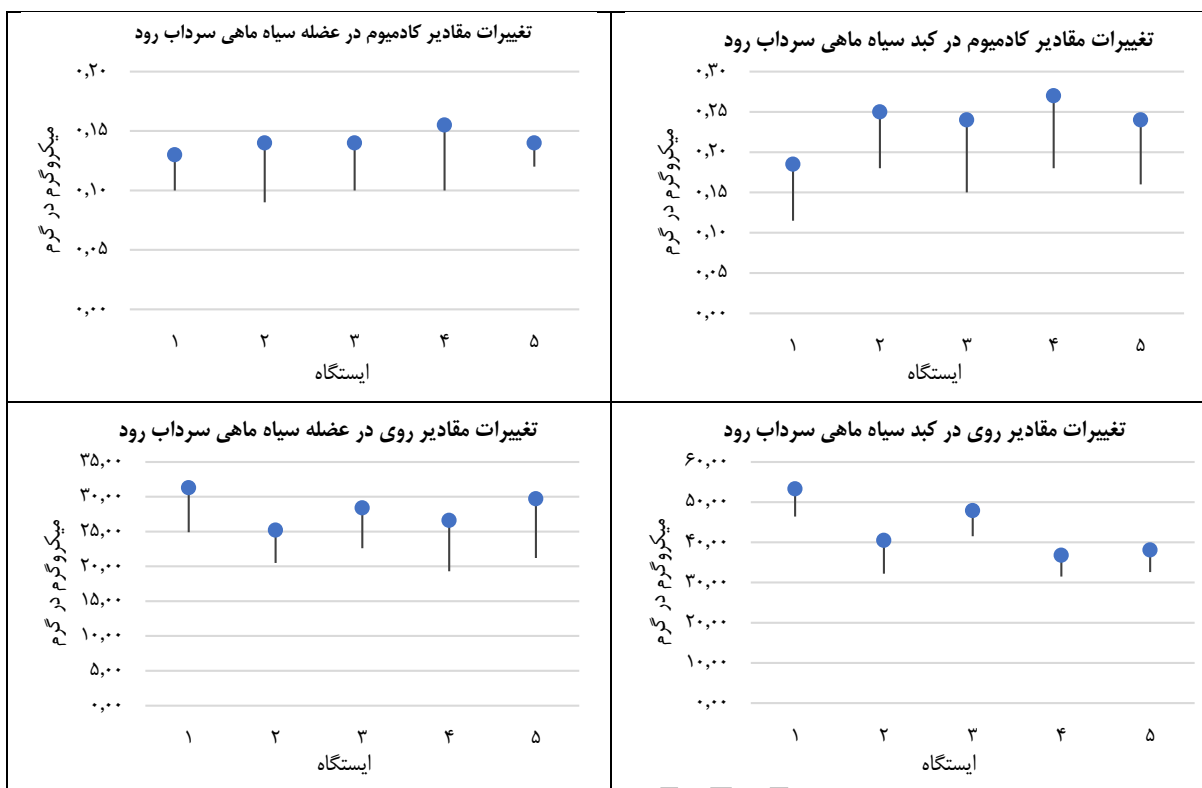 تغییرات مقادیر کادمیوم در کبد سیاه ماهی سرداب رود
۰,۳۰
۰,۲۵
۰,۲۰
۰,۱۵
۰,۱۰
۰,۰۵
۰,۰۰
میکروگرم در گرم
۱ ۲ ۳ ۴ ۵
ایستگاه
تغییرات مقادیر کادمیوم در عضله سیاه ماهی سرداب رود
۰,۲۰
۰,۱۵
۰,۱۰
۰,۰۵
۰,۰۰
میکروگرم در گرم
۱ ۲ ۳ ۴ ۵
ایستگاه
تغییرات مقادیر روی در کبد سیاه ماهی سرداب رود
۶۰,۰۰
۵۰,۰۰
۴۰,۰۰
۳۰,۰۰
۲۰,۰۰
۱۰,۰۰
۰,۰۰
میکروگرم در گرم
۱ ۲ ۳ ۴ ۵
ایستگاه
تغییرات مقادیر روی در عضله سیاه ماهی سرداب رود
۳۵,۰۰
۳۰,۰۰
۲۵,۰۰
۲۰,۰۰
۱۵,۰۰
۱۰,۰۰
۵,۰۰
۰,۰۰
میکروگرم در گرم
۱ ۲ ۳ ۴ ۵
ایستگاه